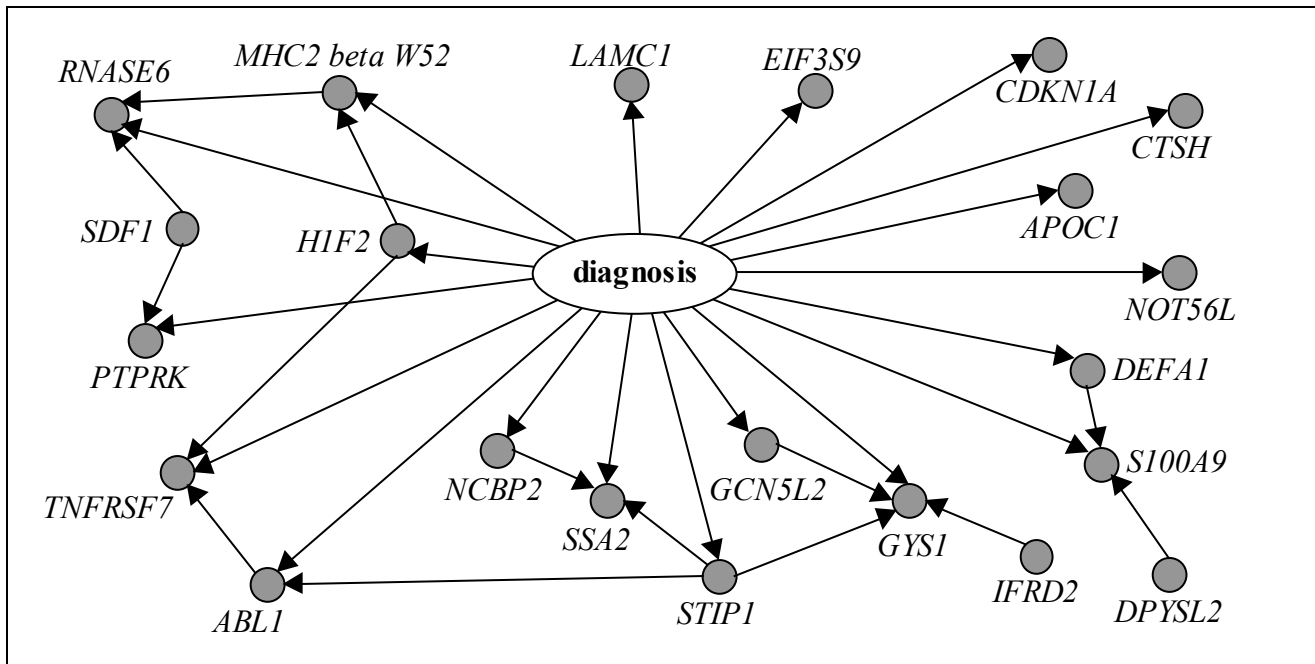 MHC2 beta W52
LAMC1
EIF3S9
RNASE6
CDKN1A
CTSH
APOC1
SDF1
H1F2
diagnosis
NOT56L
PTPRK
DEFA1
S100A9
NCBP2
GCN5L2
TNFRSF7
SSA2
GYS1
IFRD2
DPYSL2
ABL1
STIP1